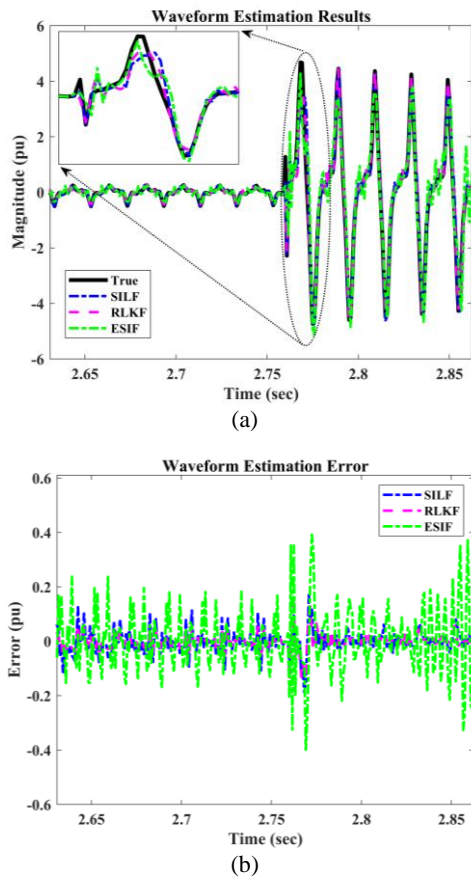 Waveform Estimation Results
6
4
2
0
-2
-4
-6
Magnitude (pu)
True
SILF
RLKF
ESIF
2.65
2.7
2.75
2.8
2.85
Time (sec)
(a)
Waveform Estimation Error
0.6
0.4
0.2
0
-0.2
-0.4
-0.6
Error (pu)
SILF
RLKF
ESIF
2.65
2.7
2.75
2.8
2.85
Time (sec)
(b)